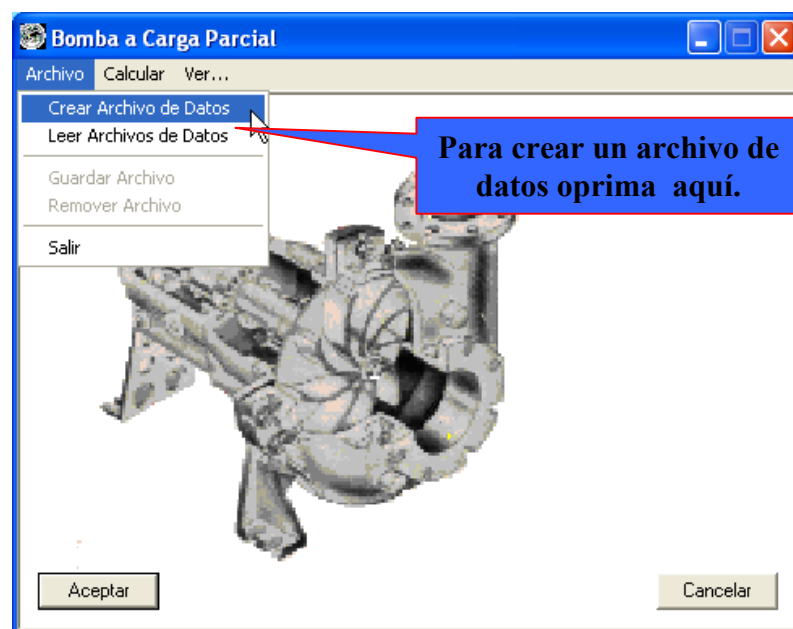 Bomba a Carga Parcial
Archivo Calcular Ver...
Crear Archivo de Datos
Leer Archivos de Datos
Guardar Archivo
Remover Archivo
Salir
Para crear un archivo de
datos oprima aquí.
Aceptar
Cancelar